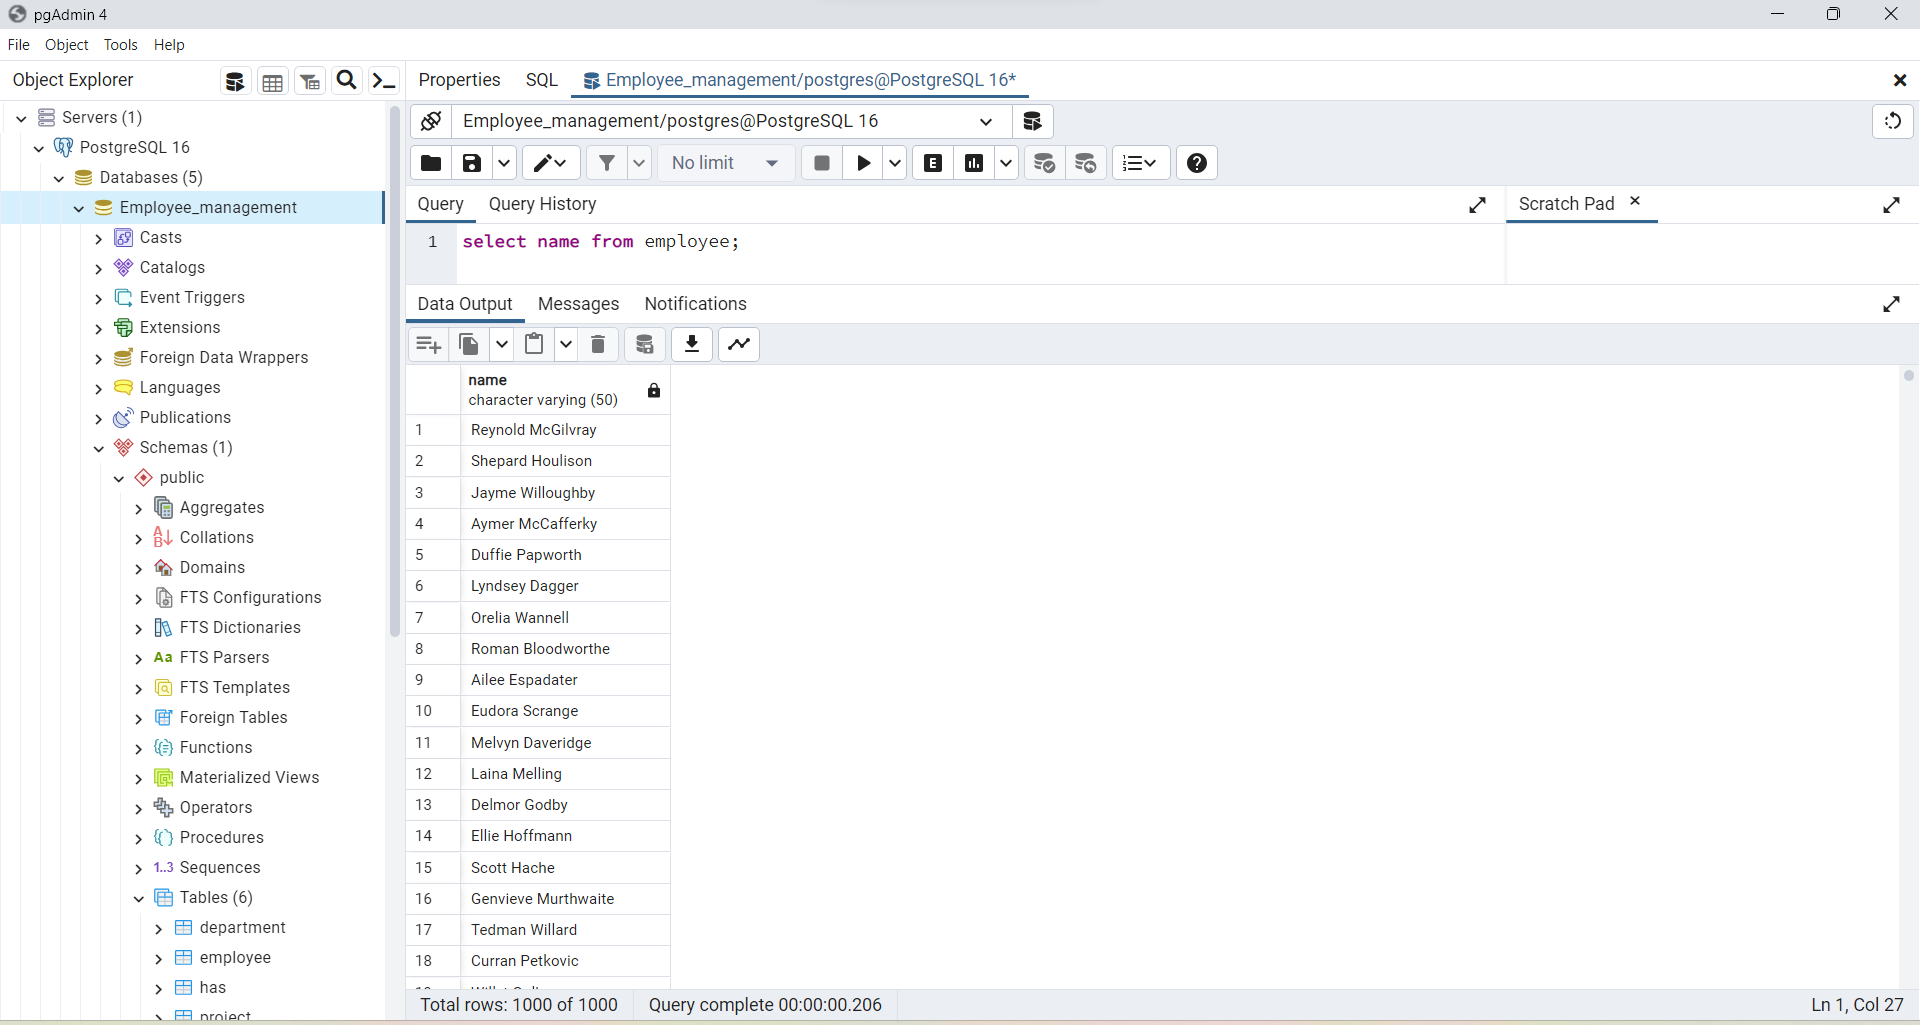 pgAdmin 4
File Object Tools Help
Object Explorer
Properties SQL Employee_management/postgres@PostgreSQL 16*
Servers (1)
PostgreSQL 16
Databases (5)
Employee_management
Casts
Catalogs
Event Triggers
Extensions
Foreign Data Wrappers
Languages
Publications
Schemas (1)
public
Aggregates
Collations
Domains
FTS Configurations
FTS Dictionaries
Aa FTS Parsers
FTS Templates
Foreign Tables
Functions
Materialized Views
Operators
Procedures
1..3 Sequences
Tables (6)
department
employee
has
project
Employee_management/postgres@PostgreSQL 16
No limit
E
Query Query History
Scratch Pad
1 select name from employee;
Data Output Messages Notifications
name
character varying (50)
1 Reynold McGilvray
2 Shepard Houlison
3 Jayme Willoughby
4 Aymer McCafferky
5 Duffie Papworth
6 Lyndsey Dagger
7 Orelia Wannell
8 Roman Bloodworthe
9 Ailee Espadater
10 Eudora Scrange
11 Melvyn Daveridge
12 Laina Melling
13 Delmor Godby
14 Ellie Hoffmann
15 Scott Hache
16 Genvieve Murthwaite
17 Tedman Willard
18 Curran Petkovic
Total rows: 1000 of 1000 Query complete 00:00:00.206
Ln 1, Col 27